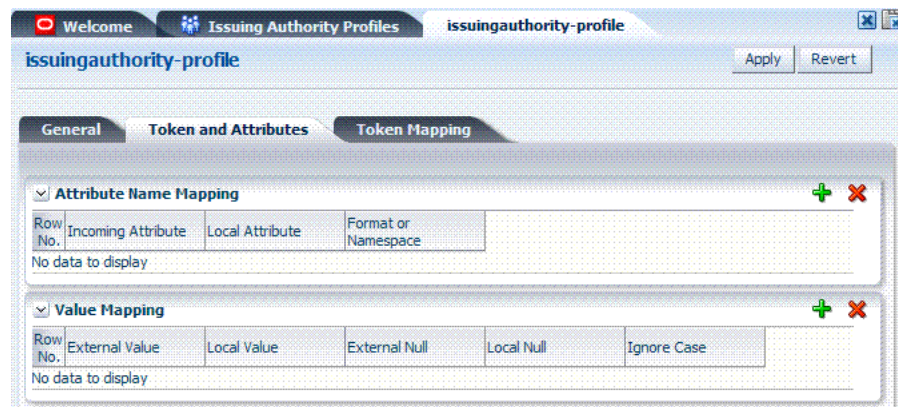 Welcome Issuing Authority Profiles issuingauthority-profile
issuingauthority-profile Apply Revert
General Token and Attributes Token Mapping
Attribute Name Mapping
Row No. Incoming Attribute Local Attribute Format or Namespace
No data to display
Value Mapping
Row No. External Value Local Value External Null Local Null Ignore Case
No data to display